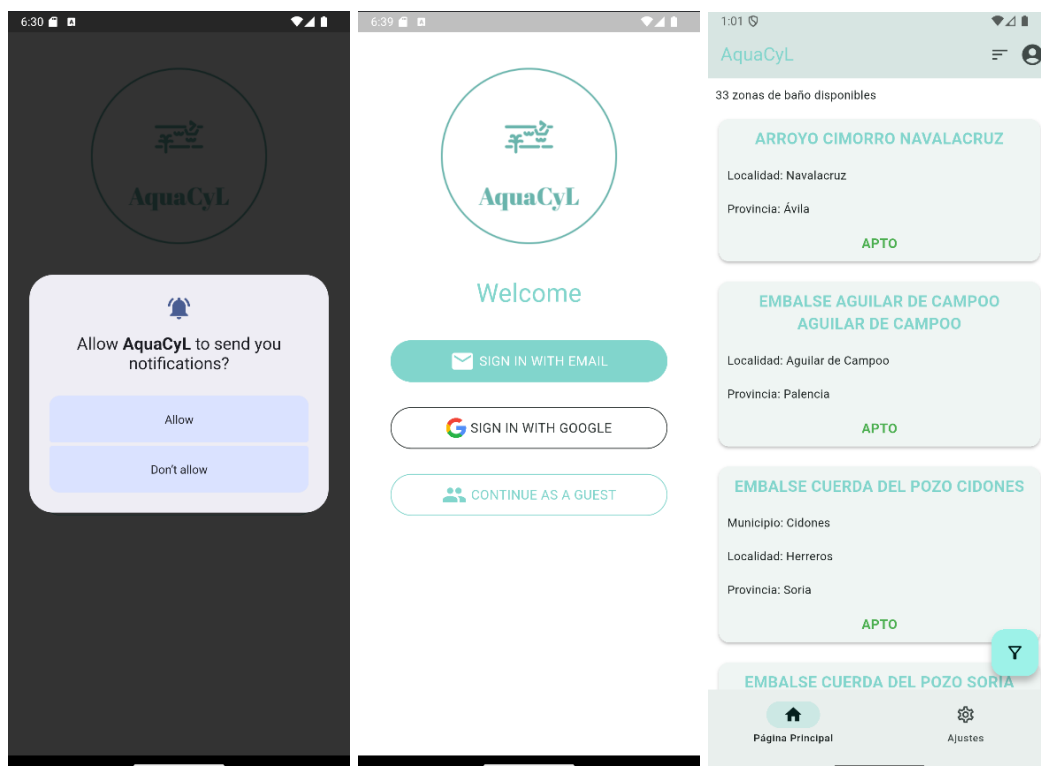 6:30
AquaCyL
Allow AquaCyL to send you
notifications?
Allow
Don't allow
6:39
AquaCyL
Welcome
SIGN IN WITH EMAIL
SIGN IN WITH GOOGLE
CONTINUE AS A GUEST
1:01
AquaCyL
33 zonas de baño disponibles
ARROYO CIMORRO NAVALACRUZ
Localidad: Navalacruz
Provincia: Ávila
APTO
EMBALSE AGUILAR DE CAMPOO
AGUILAR DE CAMPOO
Localidad: Aguilar de Campoo
Provincia: Palencia
APTO
EMBALSE CUERDA DEL POZO CIDONES
Municipio: Cidones
Localidad: Herreros
Provincia: Soria
APTO
EMBALSE CUERDA DEL POZO SORIA
Página Principal
Ajustes